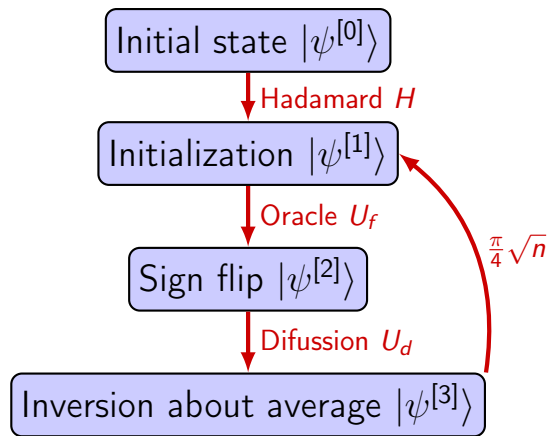 Initial state |ψ^[0]⟩
Hadamard H
Initialization |ψ^[1]⟩
Oracle U_f
π/4 √n
Sign flip |ψ^[2]⟩
Difussion U_d
Inversion about average |ψ^[3]⟩